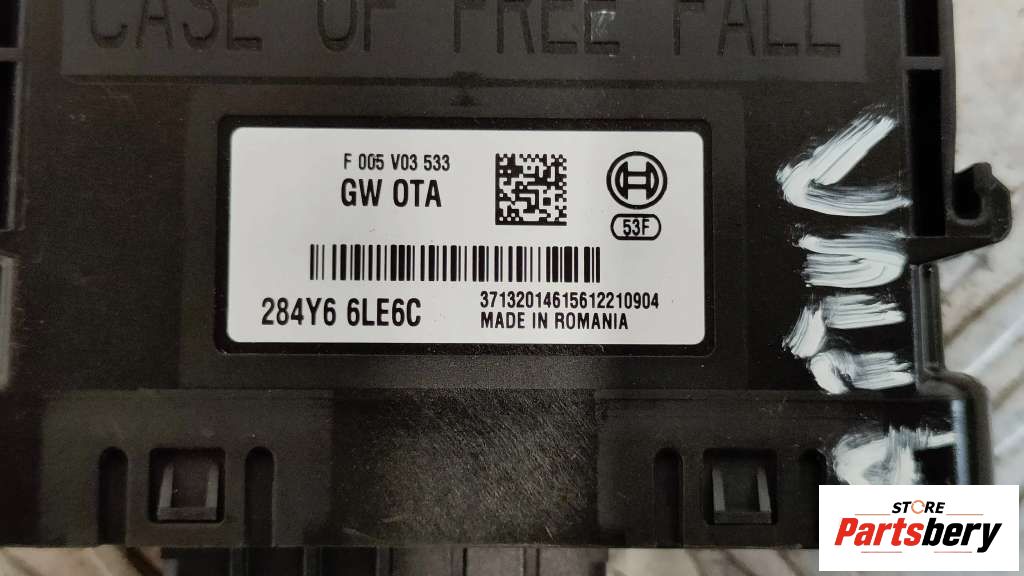 CASE OF FREE FALL
F 005 V03 533
GW OTA
53F
284Y6 6LE6C
37132014615612210904
MADE IN ROMANIA
STORE
Partsbery